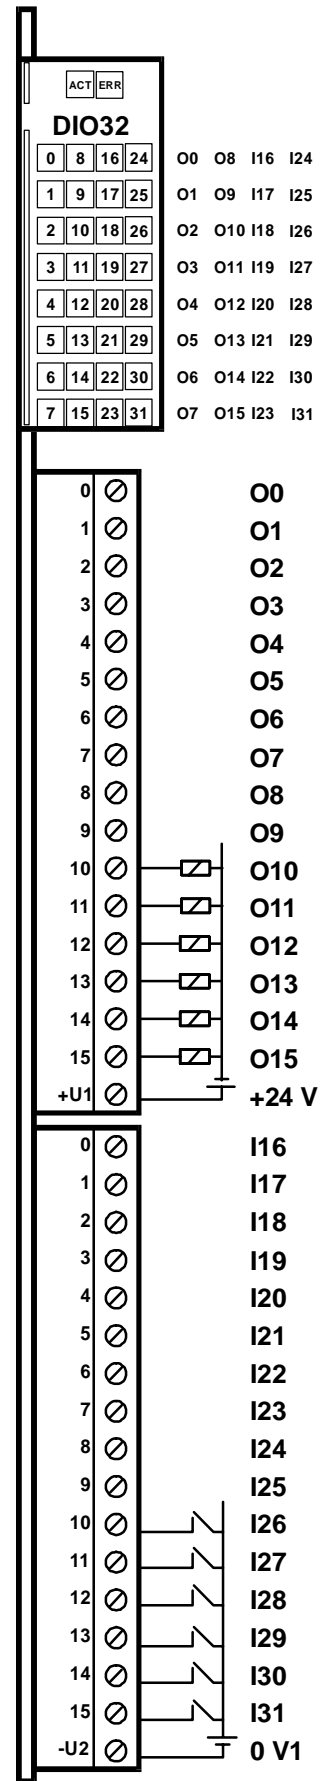 ACT ERR
DIO32
0 8 16 24 O0 O8 I16 I24
1 9 17 25 O1 O9 I17 I25
2 10 18 26 O2 O10 I18 I26
3 11 19 27 O3 O11 I19 I27
4 12 20 28 O4 O12 I20 I28
5 13 21 29 O5 O13 I21 I29
6 14 22 30 O6 O14 I22 I30
7 15 23 31 O7 O15 I23 I31
0 O0
1 O1
2 O2
3 O3
4 O4
5 O5
6 O6
7 O7
8 O8
9 O9
10 O10
11 O11
12 O12
13 O13
14 O14
15 O15
+U1 +24 V
0 I16
1 I17
2 I18
3 I19
4 I20
5 I21
6 I22
7 I23
8 I24
9 I25
10 I26
11 I27
12 I28
13 I29
14 I30
15 I31
-U2 0 V1